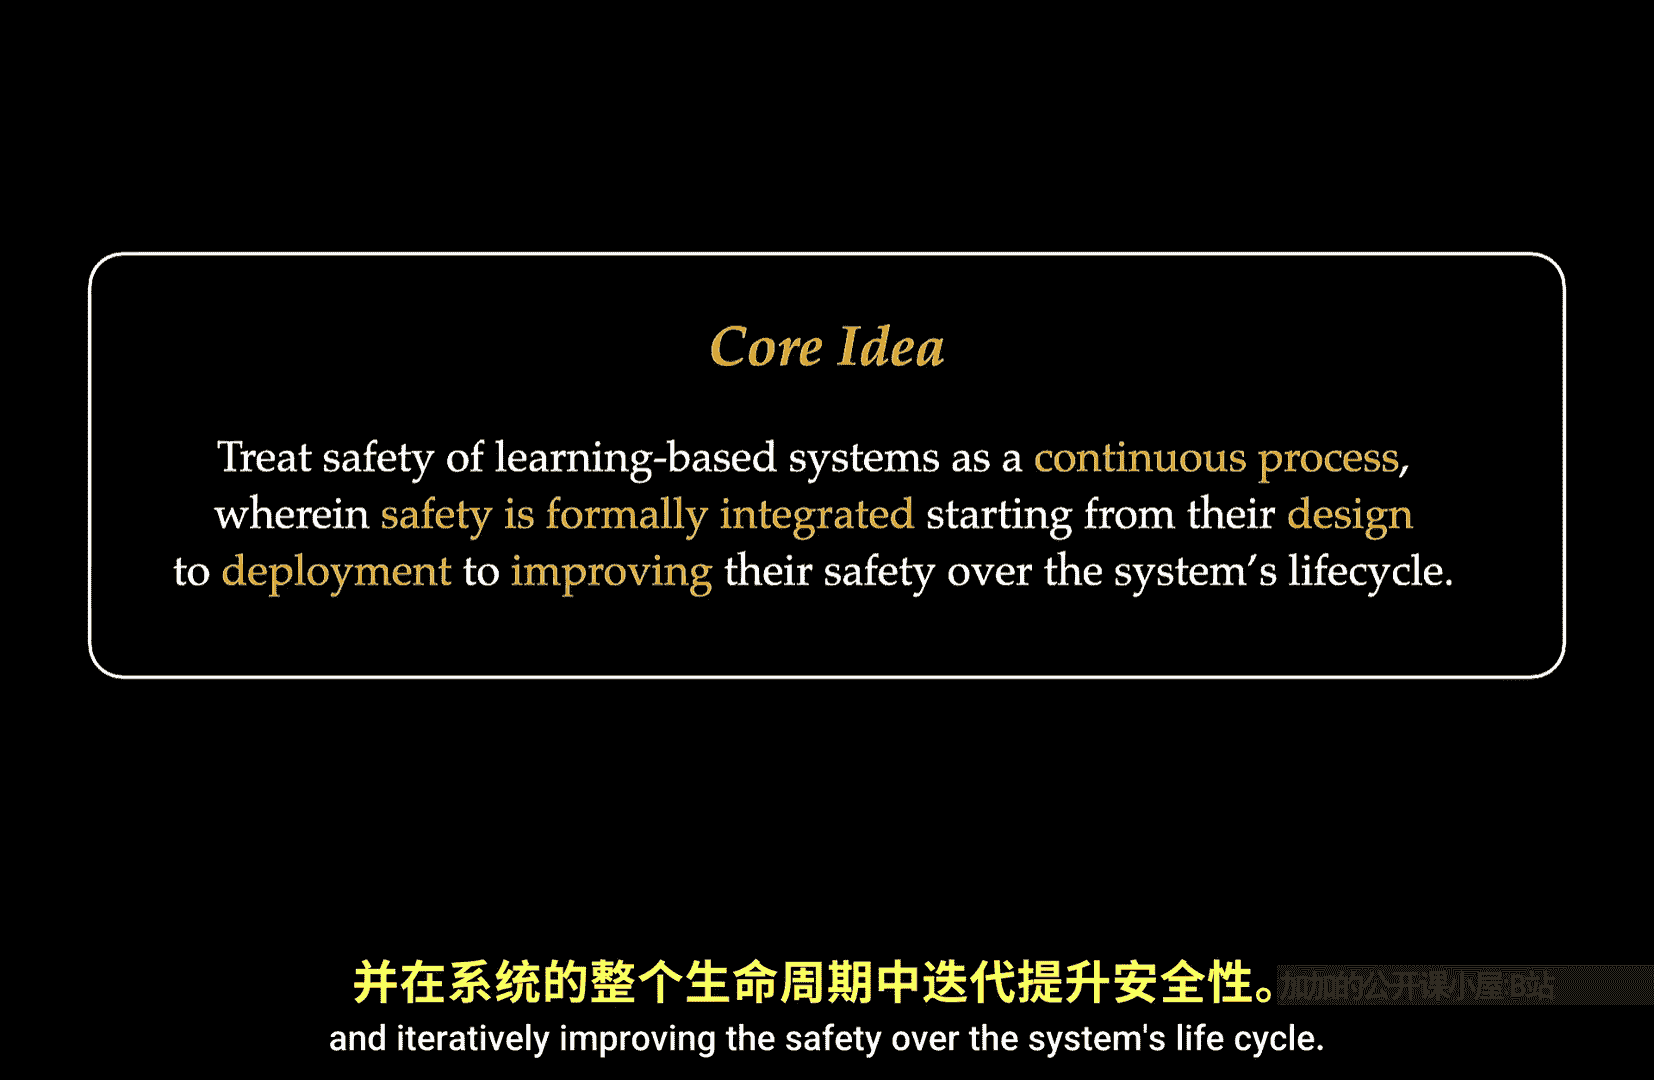 Core Idea
Treat safety of learning-based systems as a continuous process,
wherein safety is formally integrated starting from their design
to deployment to improving their safety over the system's lifecycle.
并在系统的整个生命周期中迭代提升安全性。
加加的公开课小屋:B站
and iteratively improving the safety over the system's life cycle.